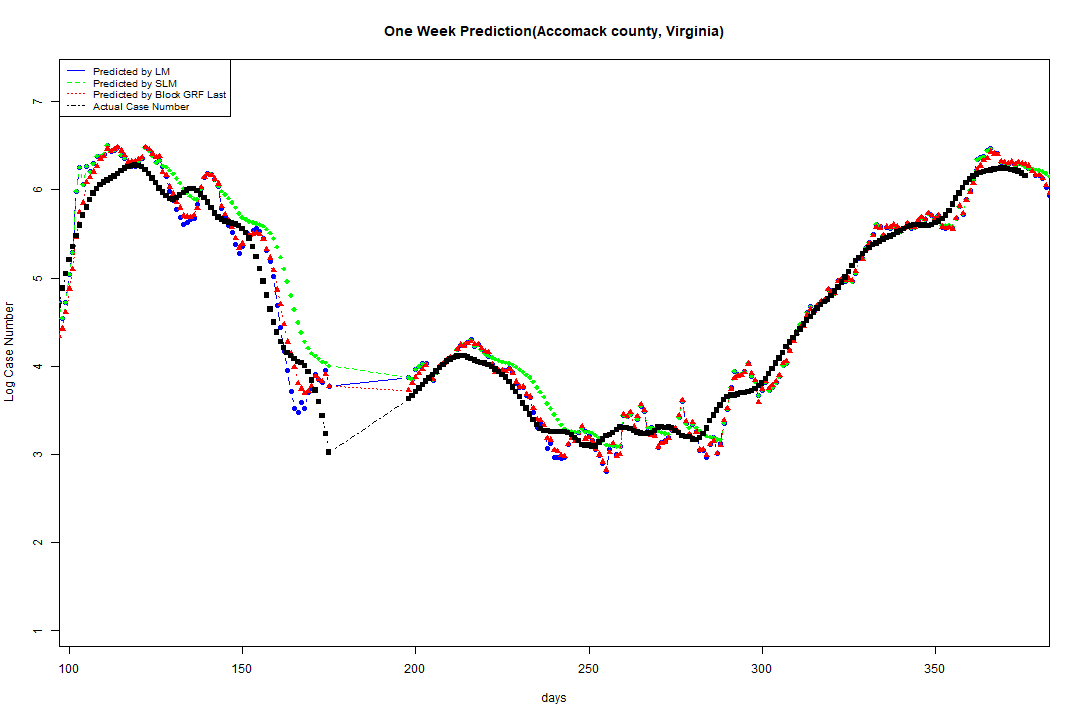 One Week Prediction(Accomack county, Virginia)
Predicted by LM
Predicted by SLM
Predicted by Block GRF Last
Actual Case Number
7
6
5
4
3
2
1
Log Case Number
100 150 200 250 300 350
days